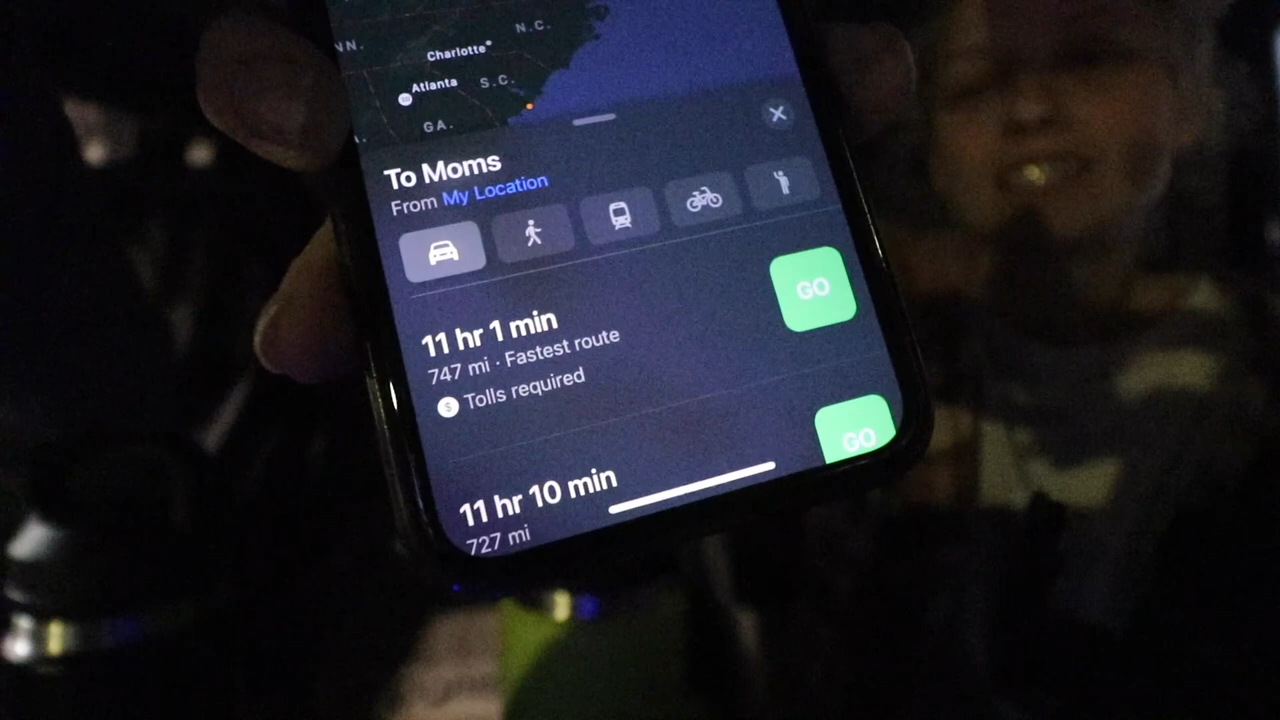 NN.
N.C.
Charlotte
Atlanta
S.C.
GA.
To Moms
From My Location
11 hr 1 min
747 mi · Fastest route
$ Tolls required
GO
11 hr 10 min
727 mi
GO